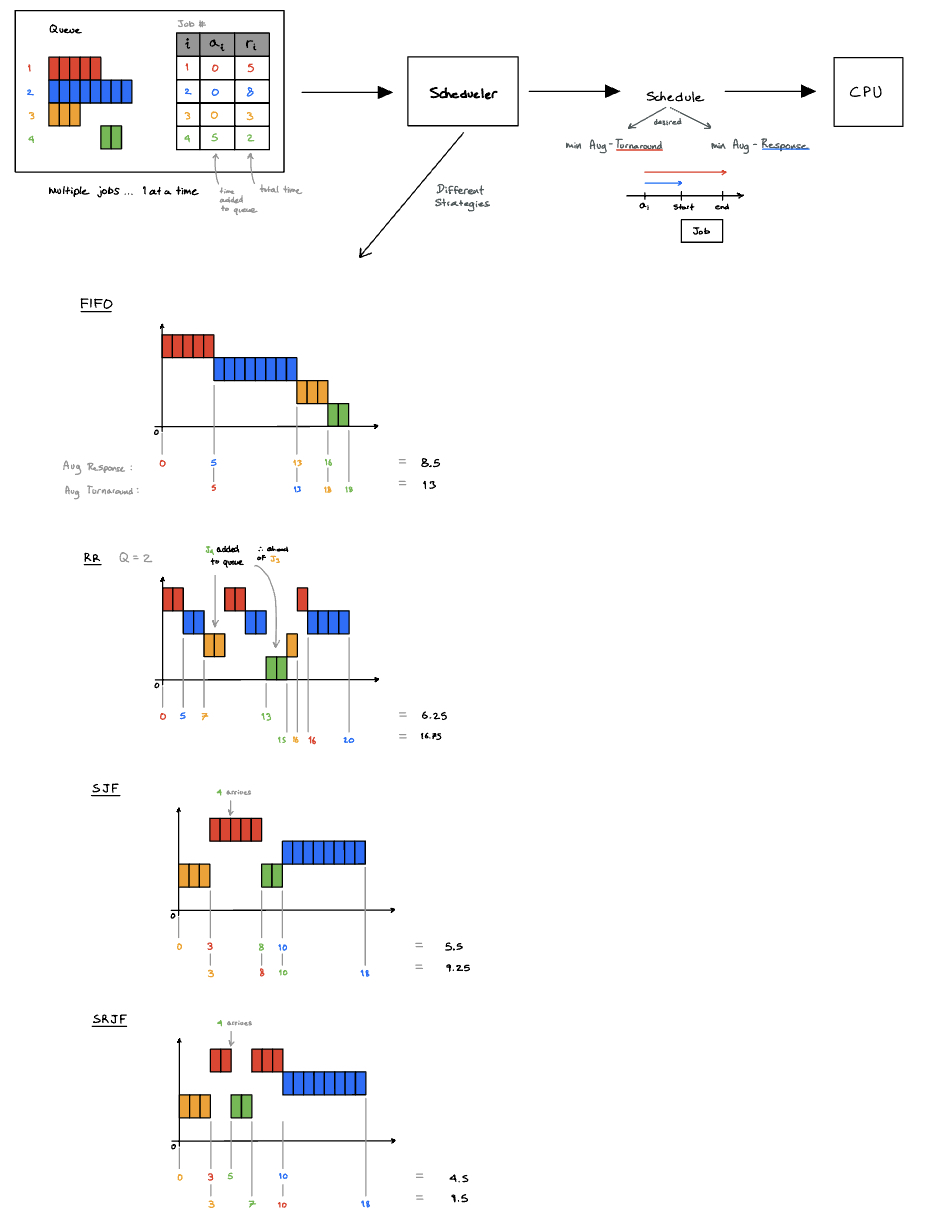 Queue
Job #
i ai ri
1 0 5
2 0 8
3 0 3
4 5 2
1
2
3
4
multiple jobs ... 1 at a time
time added to queue
total time
Schedueler
Schedule
desired
min Avg-Turnaround
min Avg-Response
ai start end
Job
CPU
Different
Strategies
FIFO
0
Avg Response : 0 5 13 16 = 8.5
Avg Turnaround : 5 13 18 18 = 13
RR Q = 2
J4 added
to queue
∴ ahead
of J3
0
0 5 7 13 = 6.25
15 16 16 20 = 16.75
SJF
4 arrives
0
0 3 8 10 = 5.5
3 8 10 18 = 9.25
SRJF
4 arrives
0
0 3 5 10 = 4.5
3 7 10 18 = 9.5